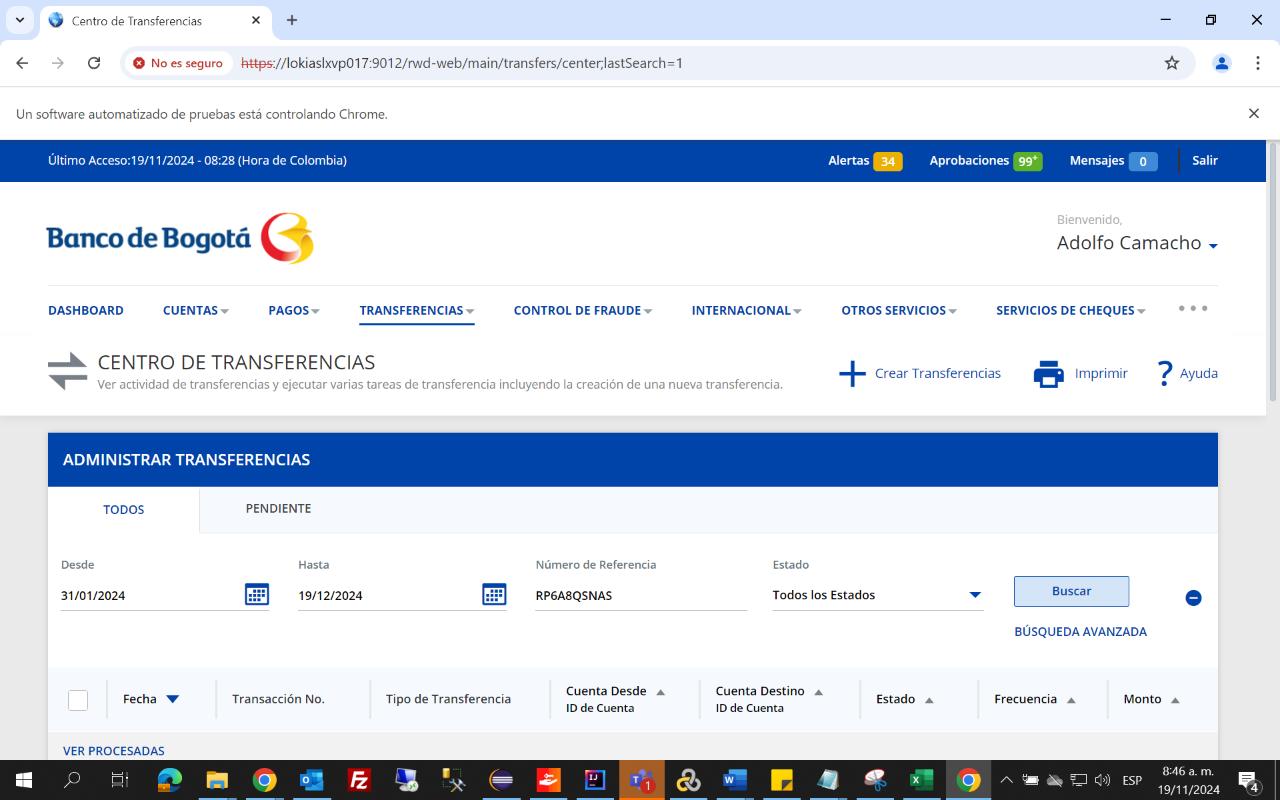 Centro de Transferencias
No es seguro
https://lokiaslxvp017:9012/rwd-web/main/transfers/center;lastSearch=1
Un software automatizado de pruebas está controlando Chrome.
Último Acceso:19/11/2024 - 08:28 (Hora de Colombia)
Alertas 34
Aprobaciones 99+
Mensajes 0
Salir
Banco de Bogotá
Bienvenido,
Adolfo Camacho
DASHBOARD
CUENTAS
PAGOS
TRANSFERENCIAS
CONTROL DE FRAUDE
INTERNACIONAL
OTROS SERVICIOS
SERVICIOS DE CHEQUES
CENTRO DE TRANSFERENCIAS
Ver actividad de transferencias y ejecutar varias tareas de transferencia incluyendo la creación de una nueva transferencia.
Crear Transferencias
Imprimir
? Ayuda
ADMINISTRAR TRANSFERENCIAS
TODOS
PENDIENTE
Desde
Hasta
Número de Referencia
Estado
31/01/2024
19/12/2024
RP6A8QSNAS
Todos los Estados
Buscar
BÚSQUEDA AVANZADA
Fecha
Transacción No.
Tipo de Transferencia
Cuenta Desde
ID de Cuenta
Cuenta Destino
ID de Cuenta
Estado
Frecuencia
Monto
VER PROCESADAS
ESP
8:46 a. m.
19/11/2024
4